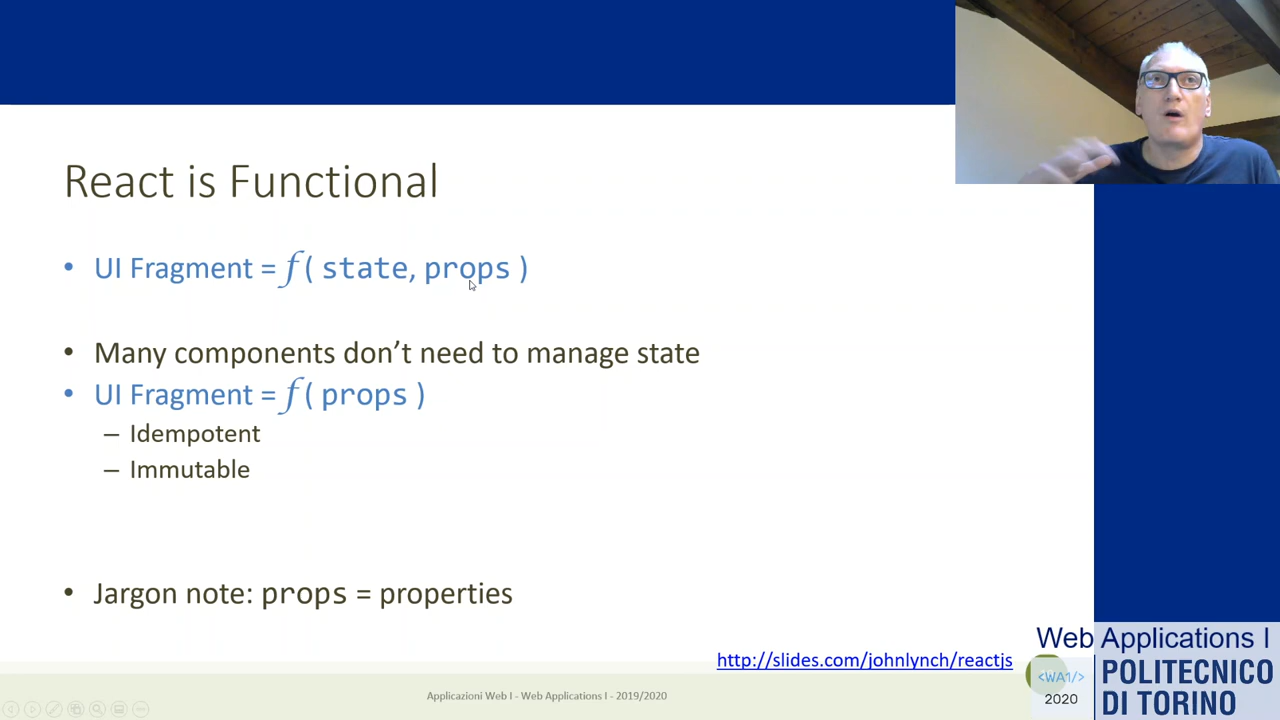 React is Functional
• UI Fragment = f ( state, props )
• Many components don’t need to manage state
• UI Fragment = f ( props )
– Idempotent
– Immutable
• Jargon note: props = properties
http://slides.com/johnlynch/reactjs
Applicazioni Web I - Web Applications I - 2019/2020
Web Applications I
<WA1/>
2020
POLITECNICO
DI TORINO